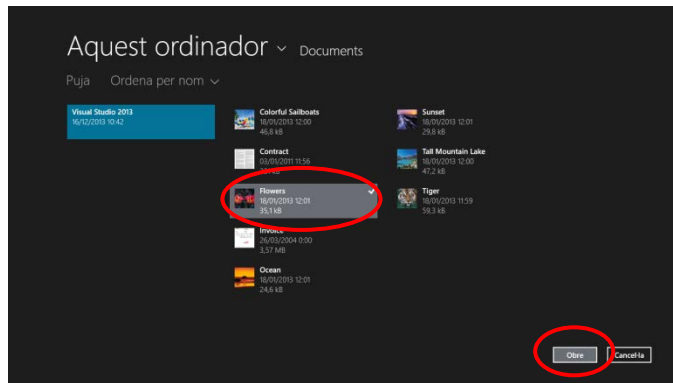 Aquest ordinador Documents
Puja Ordena per nom
Visual Studio 2013
16/12/2013 10:42
Colorful Sailboats
18/01/2013 12:00
46,8 kB
Contract
03/01/2011 11:56
Flowers
18/01/2013 12:01
35,1 kB
Invoice
26/03/2004 0:00
3,57 MB
Ocean
18/01/2013 12:01
24,6 kB
Sunset
18/01/2013 12:01
29,8 kB
Tall Mountain Lake
18/01/2013 12:00
47,2 kB
Tiger
18/01/2013 11:59
59,3 kB
Obre
Cancel·la